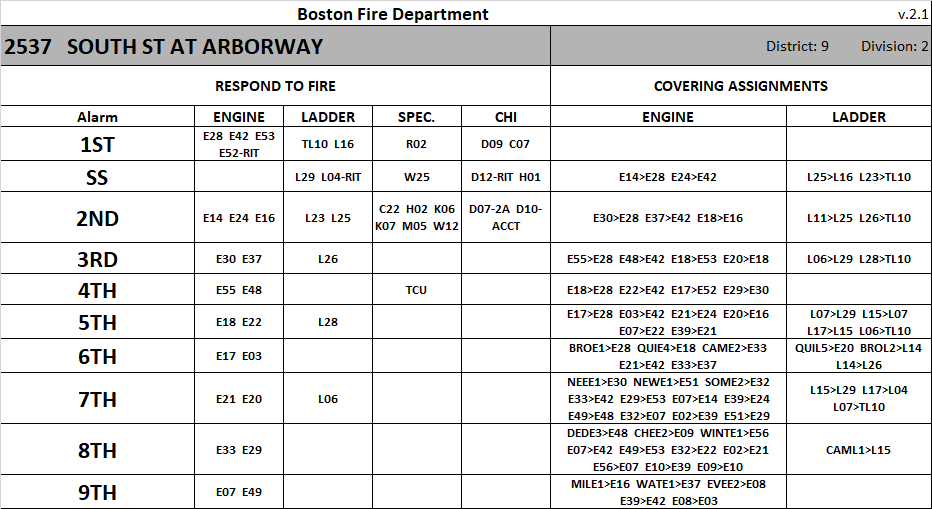 Boston Fire Department v.2.1
2537 SOUTH ST AT ARBORWAY District: 9 Division: 2
RESPOND TO FIRE COVERING ASSIGNMENTS
Alarm ENGINE LADDER SPEC. CHI ENGINE LADDER
1ST E28 E42 E53 TL10 L16 R02 D09 C07
E52-RIT
SS L29 L04-RIT W25 D12-RIT H01 E14>E28 E24>E42 L25>L16 L23>TL10
2ND E14 E24 E16 L23 L25 C22 H02 K06 D07-2A D10- E30>E28 E37>E42 E18>E16 L11>L25 L26>TL10
K07 M05 W12 ACCT
3RD E30 E37 L26 E55>E28 E48>E42 E18>E53 E20>E18 L06>L29 L28>TL10
4TH E55 E48 TCU E18>E28 E22>E42 E17>E52 E29>E30
5TH E18 E22 L28 E17>E28 E03>E42 E21>E24 E20>E16 L07>L29 L15>L07
E07>E22 E39>E21 L17>L15 L06>TL10
6TH E17 E03 BROE1>E28 QUIE4>E18 CAME2>E33 QUIL5>E20 BROL2>L14
E21>E42 E33>E37 L14>L26
7TH E21 E20 L06 NEEE1>E30 NEWE1>E51 SOME2>E32 L15>L29 L17>L04
E33>E42 E29>E53 E07>E14 E39>E24 L07>TL10
E49>E48 E32>E07 E02>E39 E51>E29
8TH E33 E29 DEDE3>E48 CHEE2>E09 WINTE1>E56 CAML1>L15
E07>E42 E49>E53 E32>E22 E02>E21
E56>E07 E10>E39 E09>E10
9TH E07 E49 MILE1>E16 WATE1>E37 EVEE2>E08
E39>E42 E08>E03